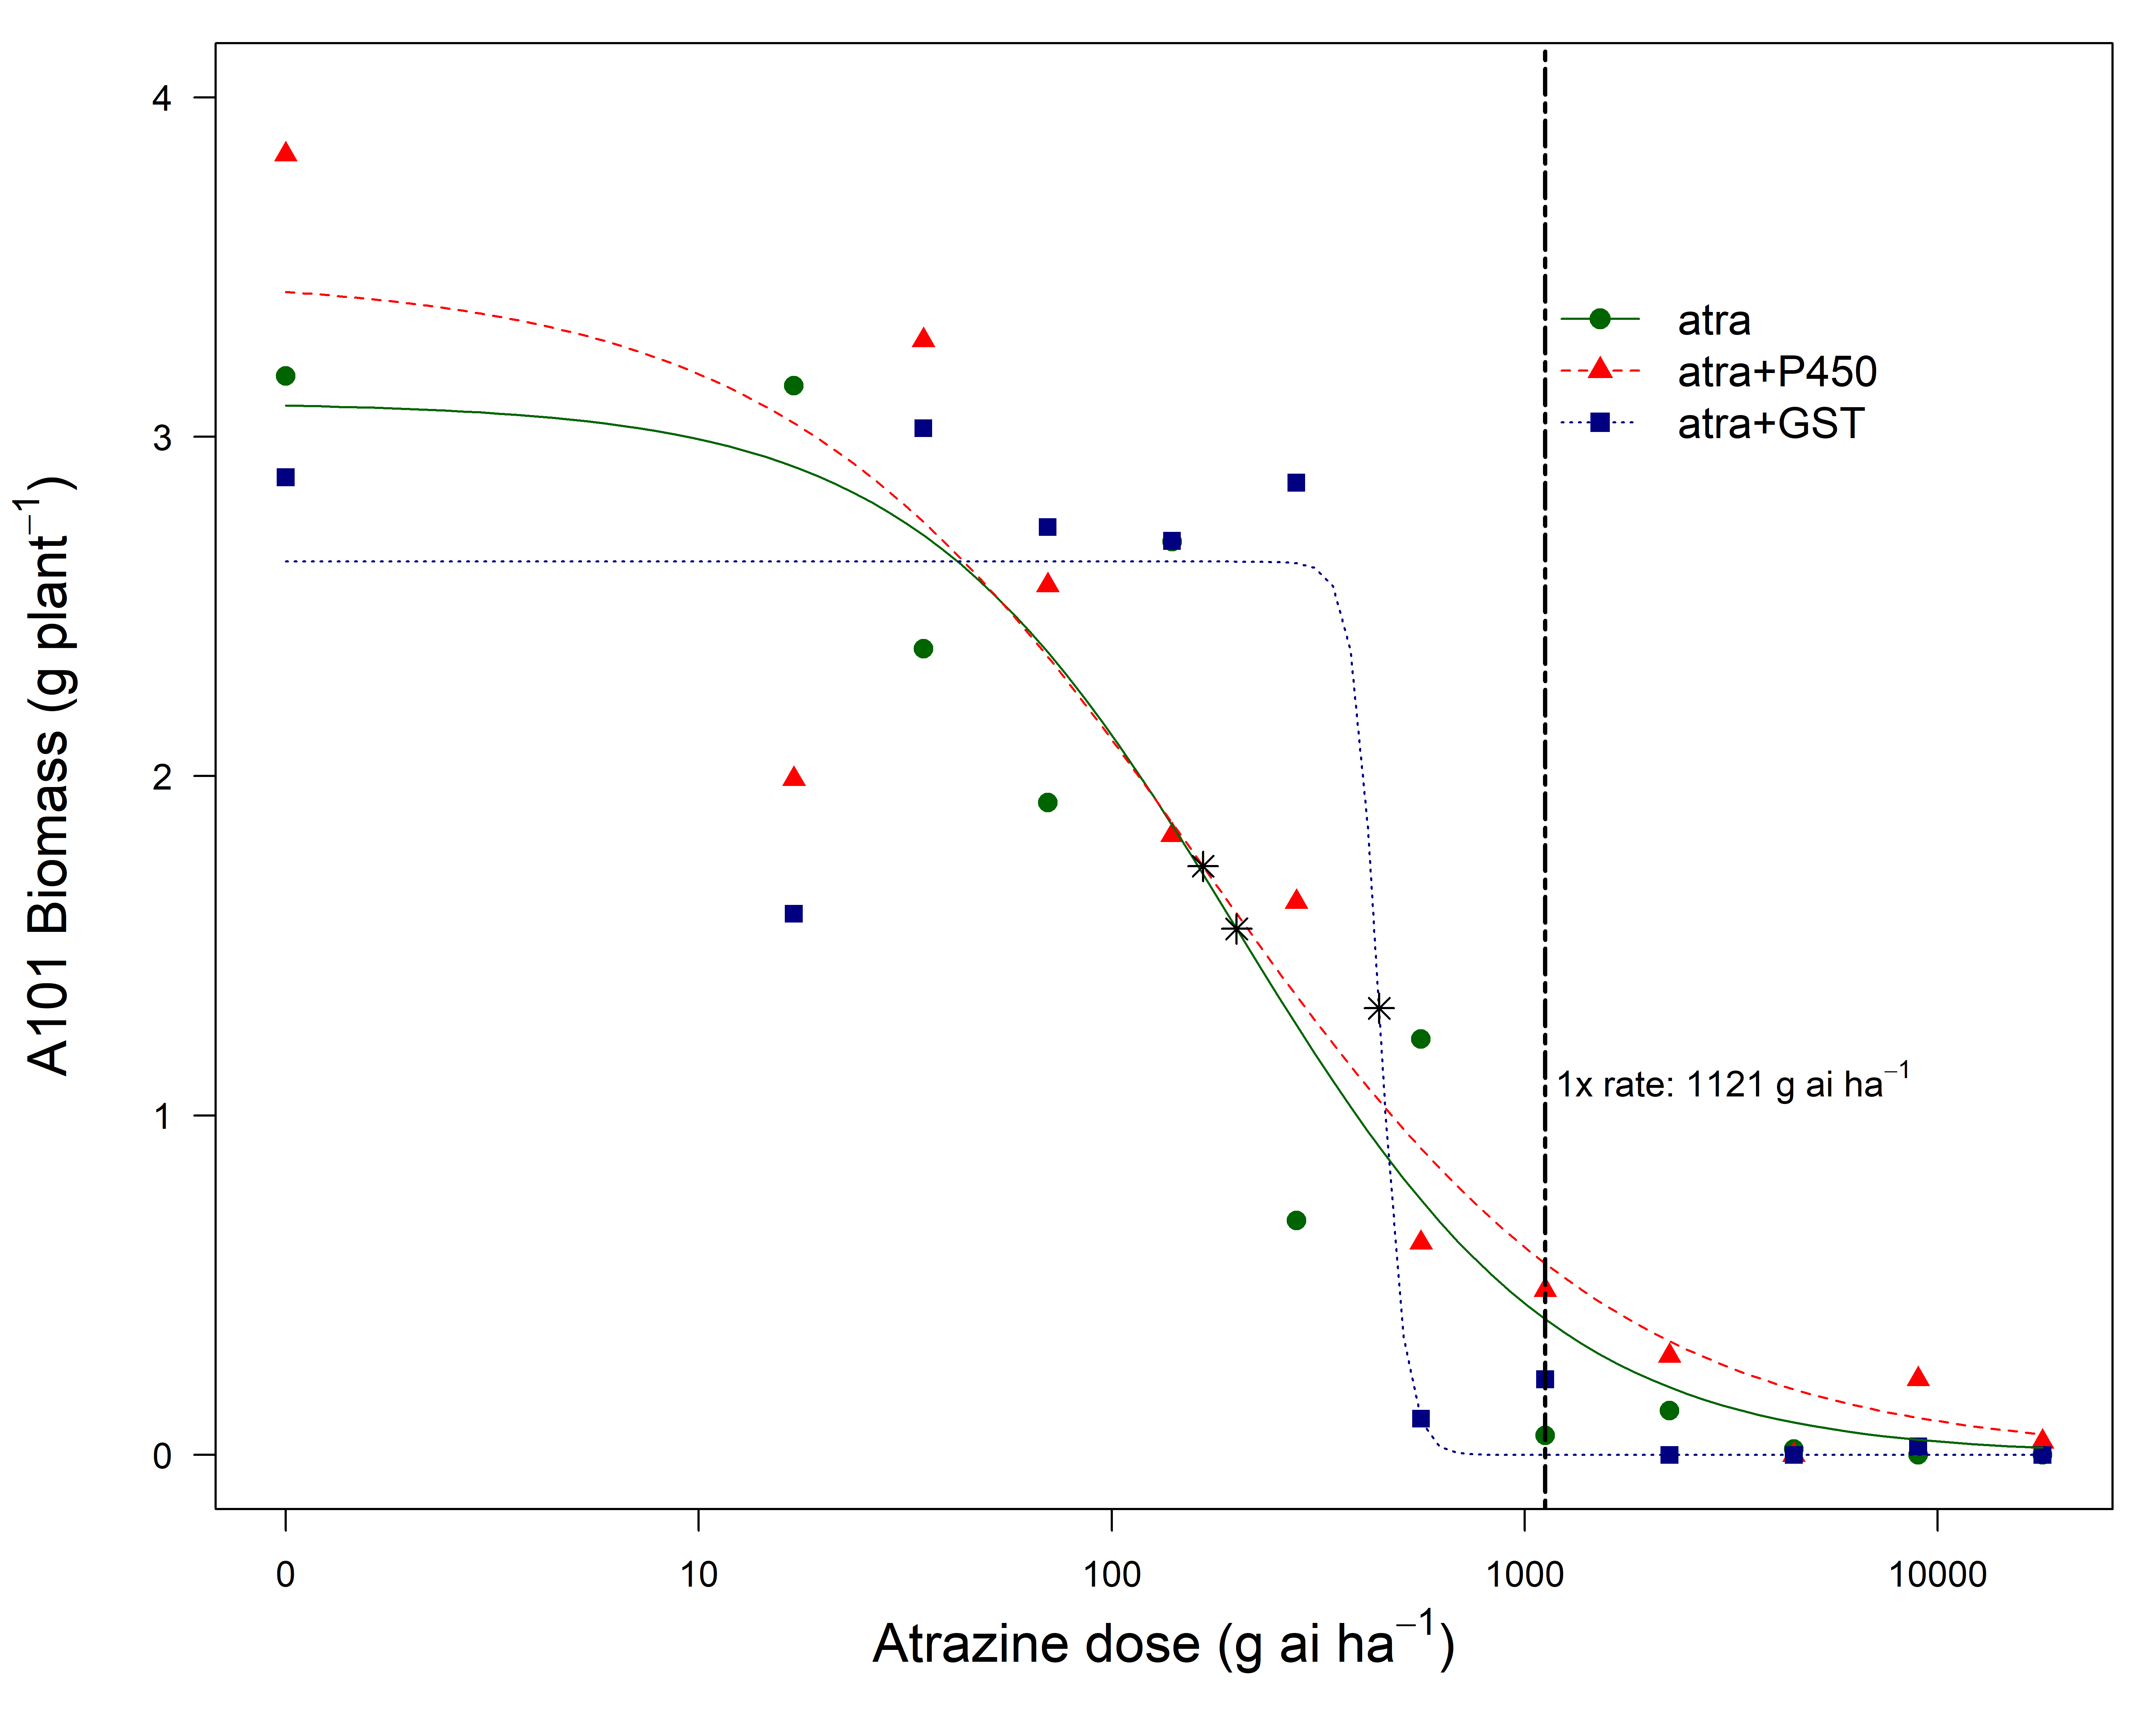 4
3
2
1
0
A101 Biomass (g plant⁻¹)
atra
atra+P450
atra+GST
1x rate: 1121 g ai ha⁻¹
0 10 100 1000 10000
Atrazine dose (g ai ha⁻¹)